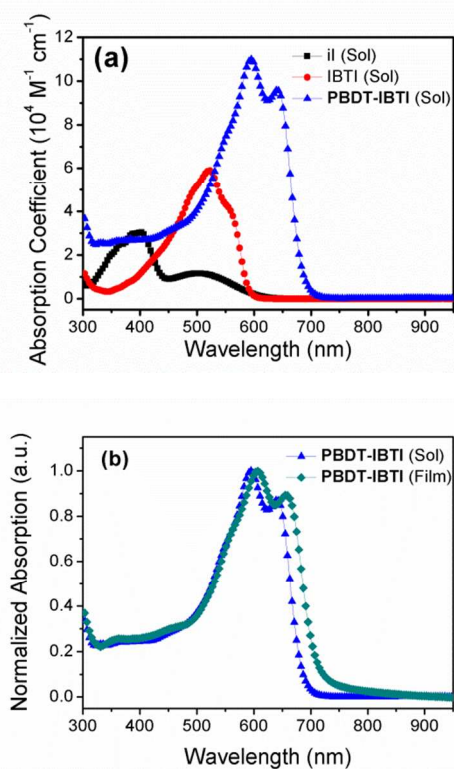 (a)
iI (Sol)
IBTI (Sol)
PBDT-IBTI (Sol)
Absorption Coefficient (10⁴ M⁻¹ cm⁻¹)
12
10
8
6
4
2
0
300 400 500 600 700 800 900
Wavelength (nm)
(b)
PBDT-IBTI (Sol)
PBDT-IBTI (Film)
Normalized Absorption (a.u.)
1.0
0.8
0.6
0.4
0.2
0.0
300 400 500 600 700 800 900
Wavelength (nm)